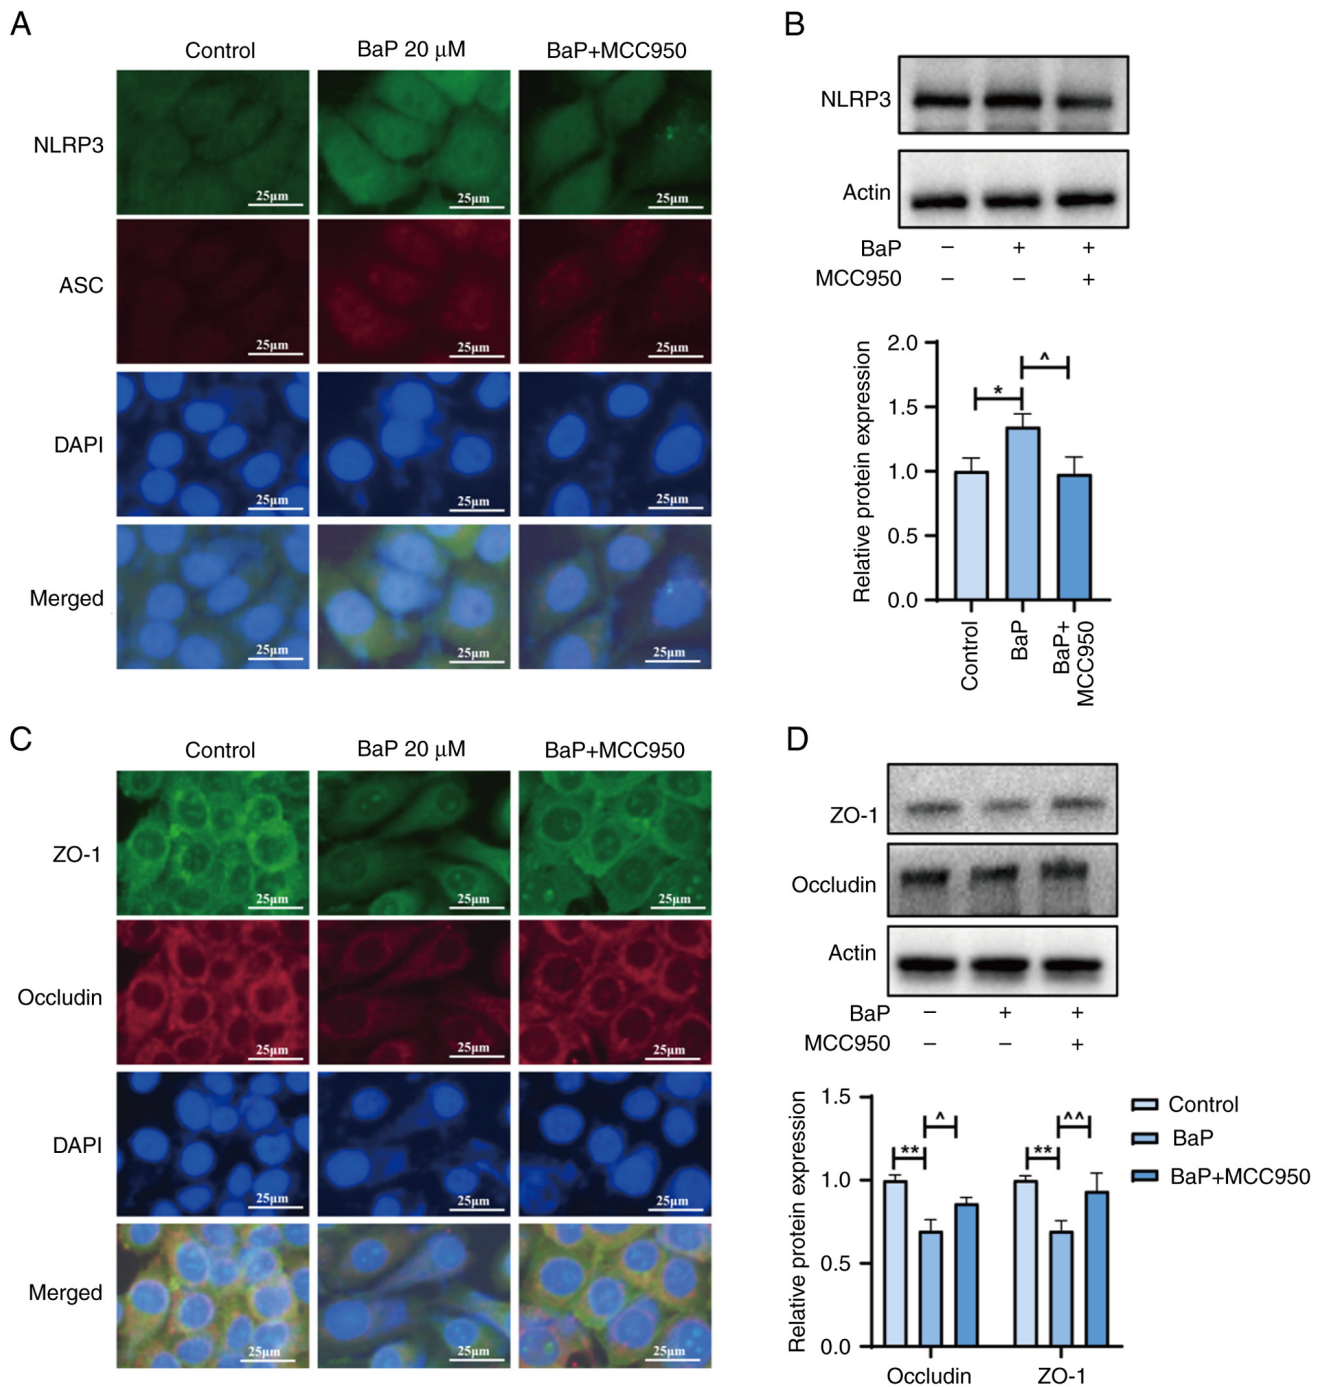 A
Control BaP 20 μM BaP+MCC950
NLRP3
25μm 25μm 25μm
ASC
25μm 25μm 25μm
DAPI
25μm 25μm 25μm
Merged
25μm 25μm 25μm
B
NLRP3
Actin
BaP − + +
MCC950 − − +
Relative protein expression
2.0
1.5
1.0
0.5
0.0
* ^
Control
BaP
BaP+
MCC950
C
Control BaP 20 μM BaP+MCC950
ZO-1
25μm 25μm 25μm
Occludin
25μm 25μm 25μm
DAPI
25μm 25μm 25μm
Merged
25μm 25μm 25μm
D
ZO-1
Occludin
Actin
BaP − + +
MCC950 − − +
Relative protein expression
1.5
1.0
0.5
0.0
** ^ ** ^^
Occludin ZO-1
Control
BaP
BaP+MCC950